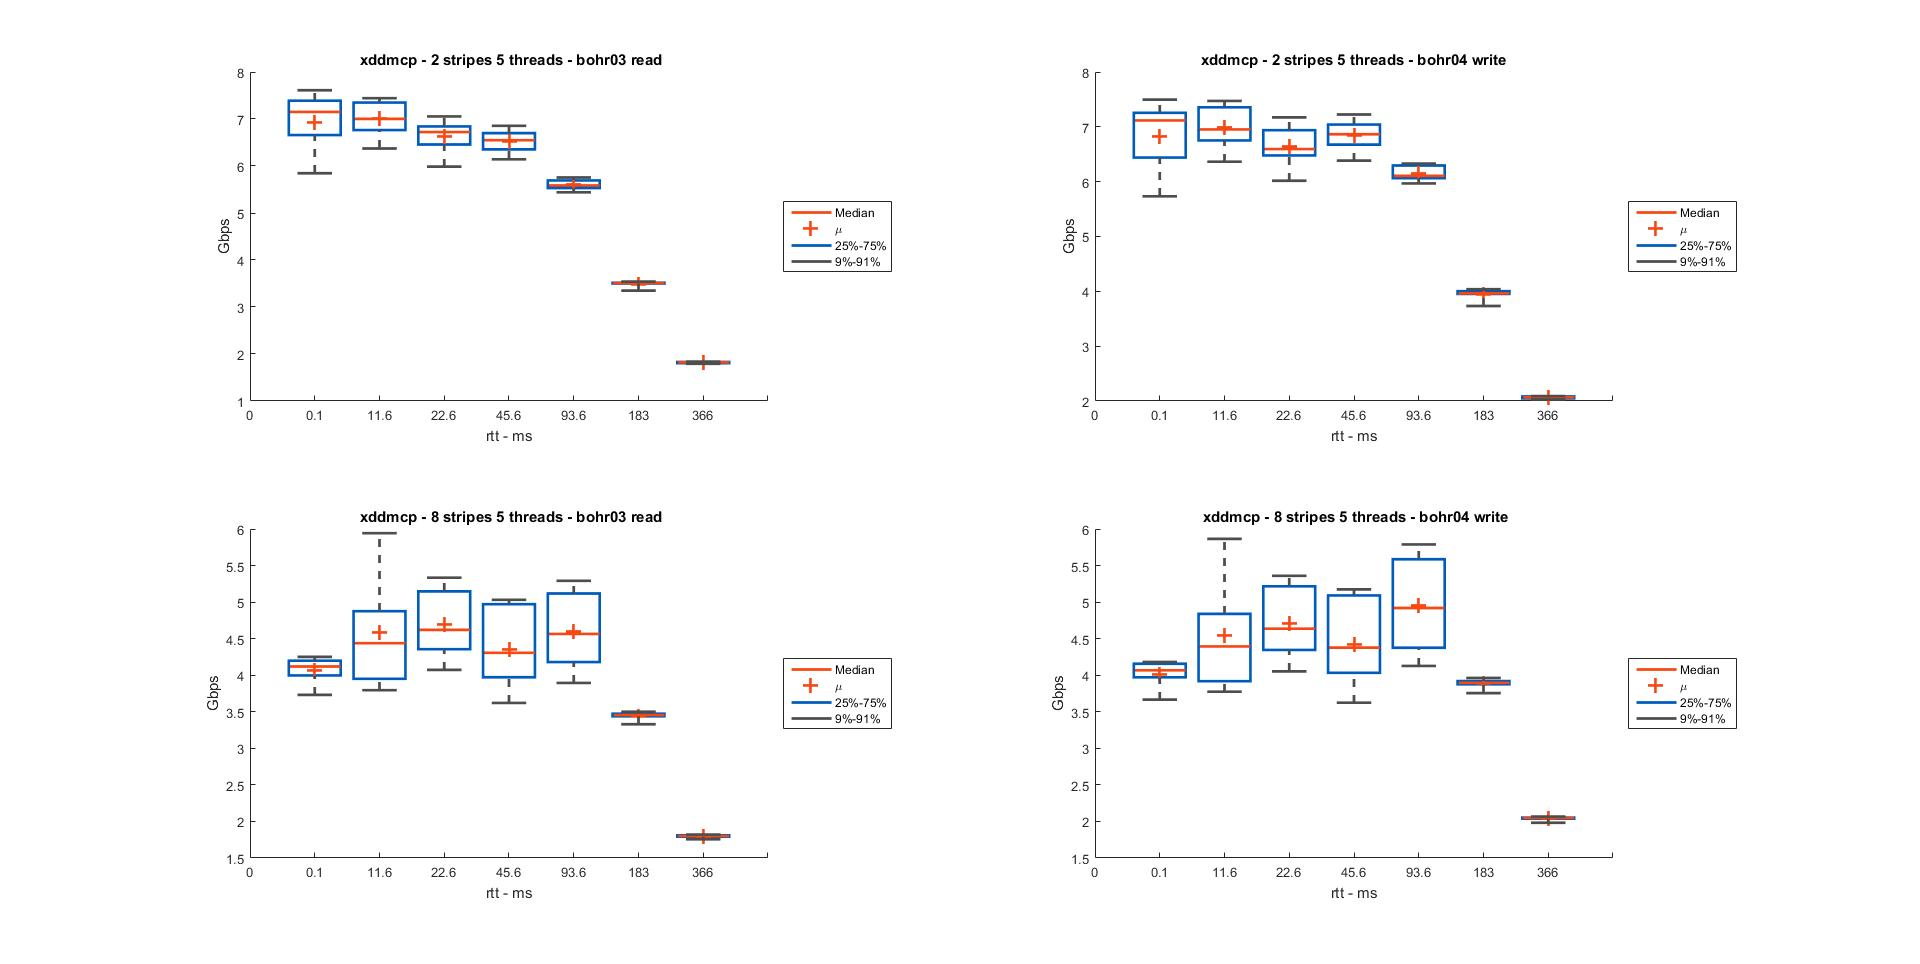 xddmcp - 2 stripes 5 threads - bohr03 read
8
7
6
5
4
3
2
1
Gbps
0 0.1 11.6 22.6 45.6 93.6 183 366
rtt - ms
Median
μ
25%-75%
9%-91%
xddmcp - 2 stripes 5 threads - bohr04 write
8
7
6
5
4
3
2
Gbps
0 0.1 11.6 22.6 45.6 93.6 183 366
rtt - ms
Median
μ
25%-75%
9%-91%
xddmcp - 8 stripes 5 threads - bohr03 read
6
5.5
5
4.5
4
3.5
3
2.5
2
1.5
Gbps
0 0.1 11.6 22.6 45.6 93.6 183 366
rtt - ms
Median
μ
25%-75%
9%-91%
xddmcp - 8 stripes 5 threads - bohr04 write
6
5.5
5
4.5
4
3.5
3
2.5
2
1.5
Gbps
0 0.1 11.6 22.6 45.6 93.6 183 366
rtt - ms
Median
μ
25%-75%
9%-91%